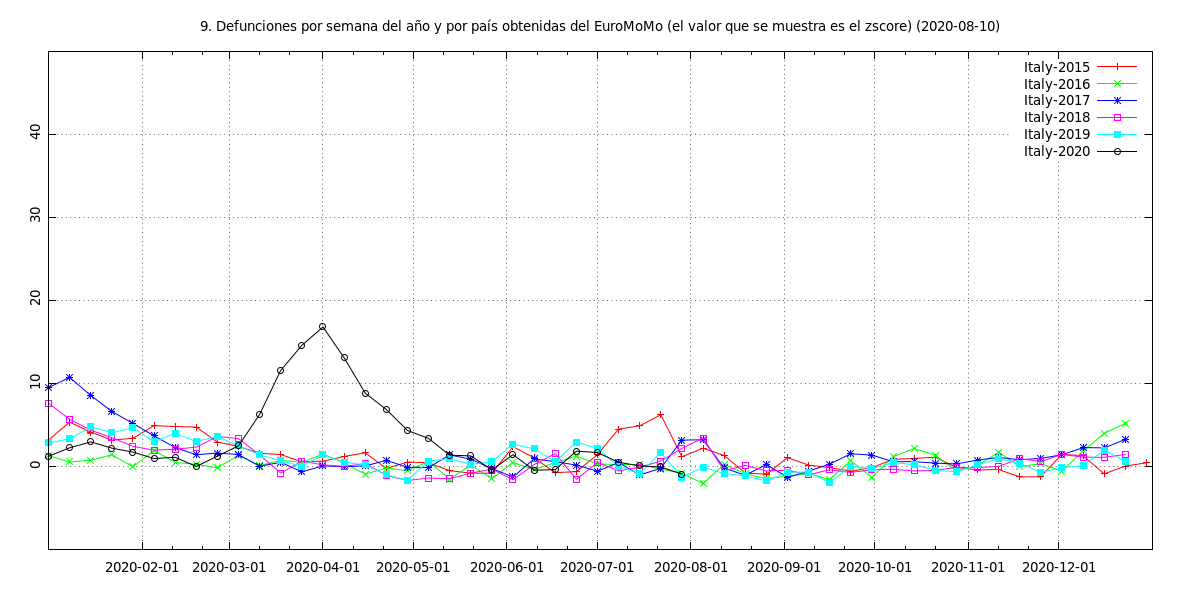 9. Defunciones por semana del año y por país obtenidas del EuroMoMo (el valor que se muestra es el zscore) (2020-08-10)
Italy-2015
Italy-2016
Italy-2017
Italy-2018
Italy-2019
Italy-2020
40
30
20
10
0
2020-02-01 2020-03-01 2020-04-01 2020-05-01 2020-06-01 2020-07-01 2020-08-01 2020-09-01 2020-10-01 2020-11-01 2020-12-01